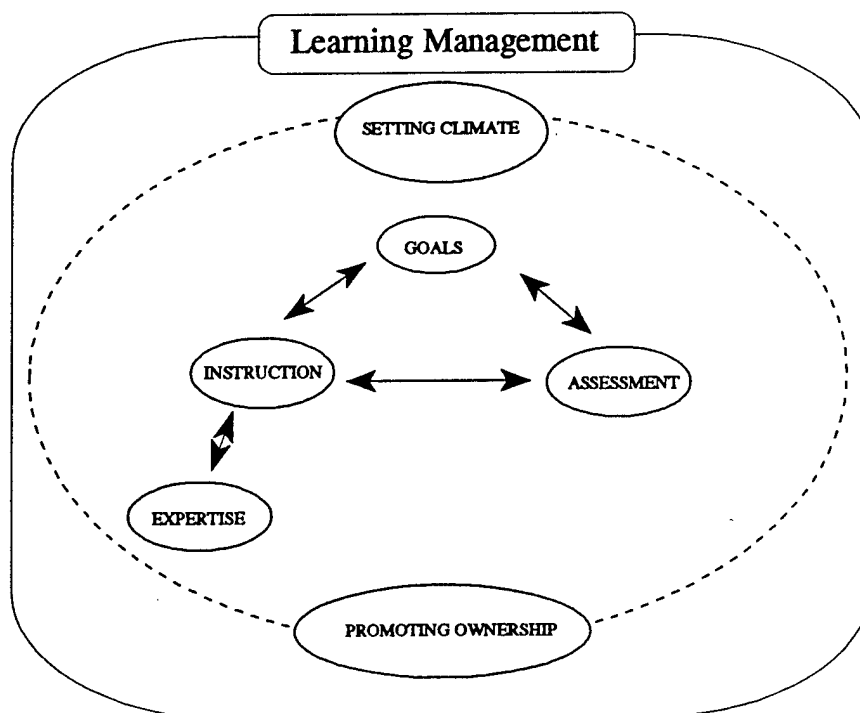 Learning Management
SETTING CLIMATE
GOALS
INSTRUCTION
ASSESSMENT
EXPERTISE
PROMOTING OWNERSHIP